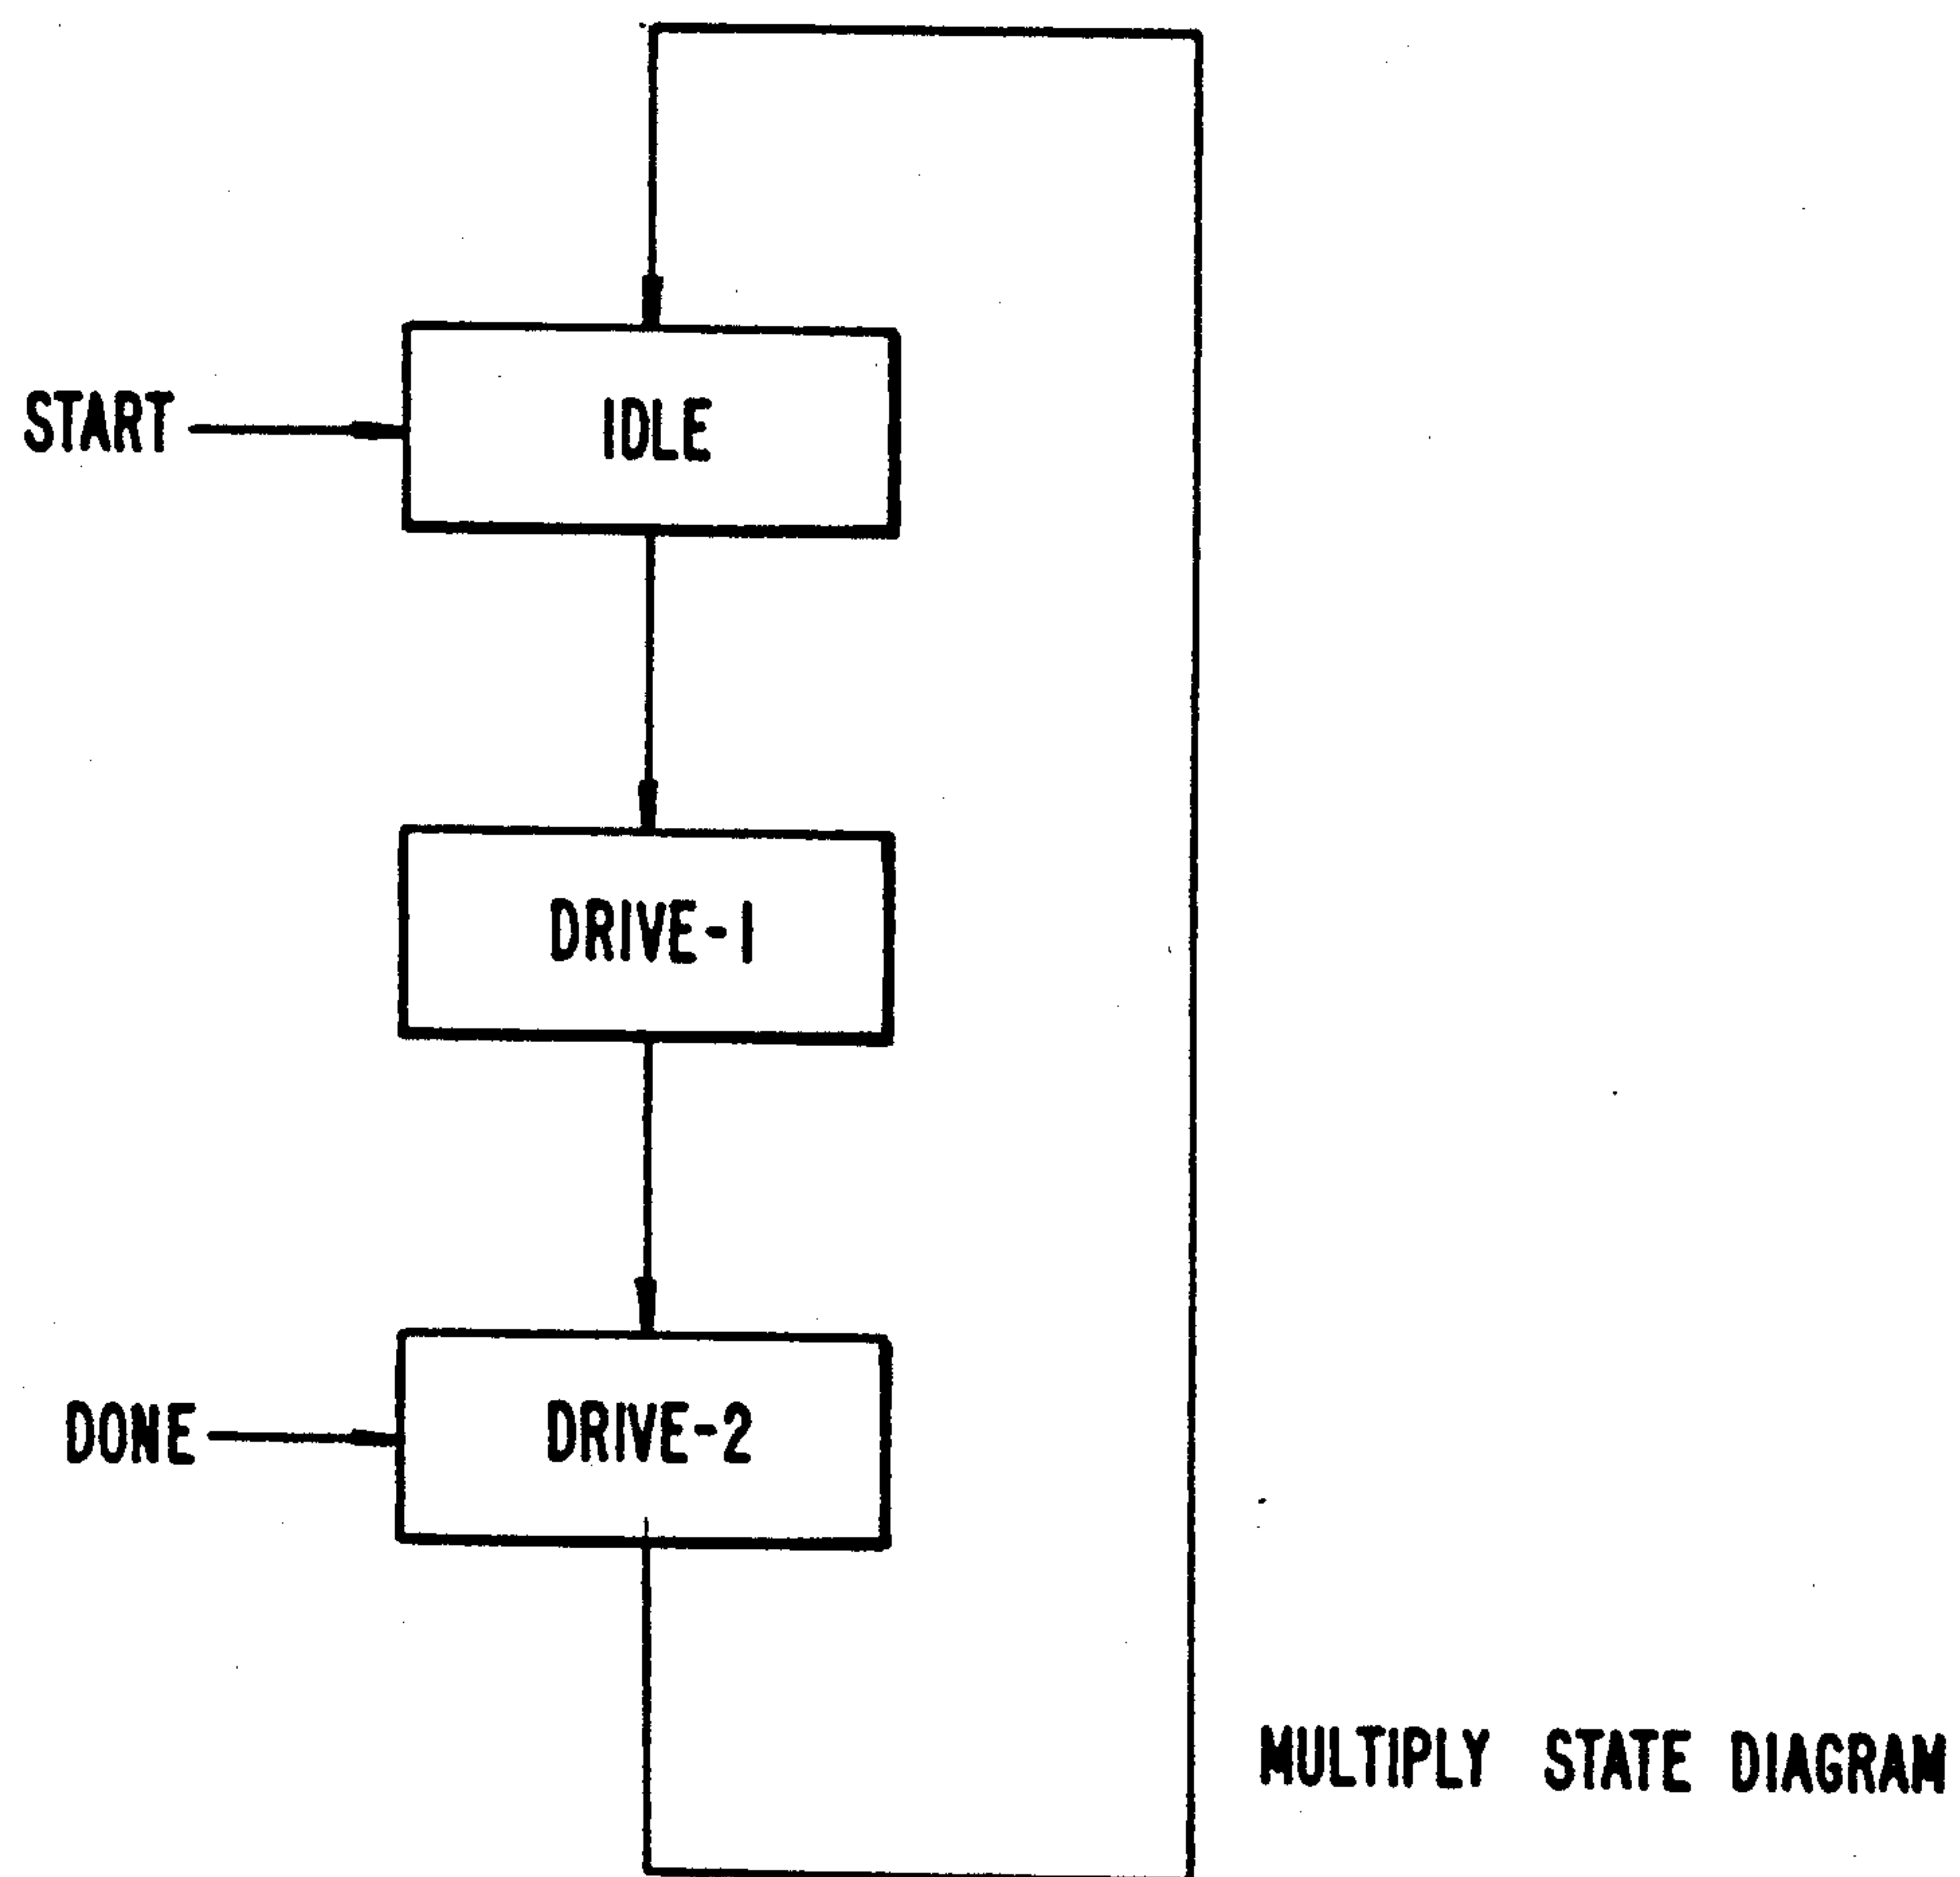 START
IDLE
DRIVE-1
DONE
DRIVE-2
MULTIPLY STATE DIAGRAM